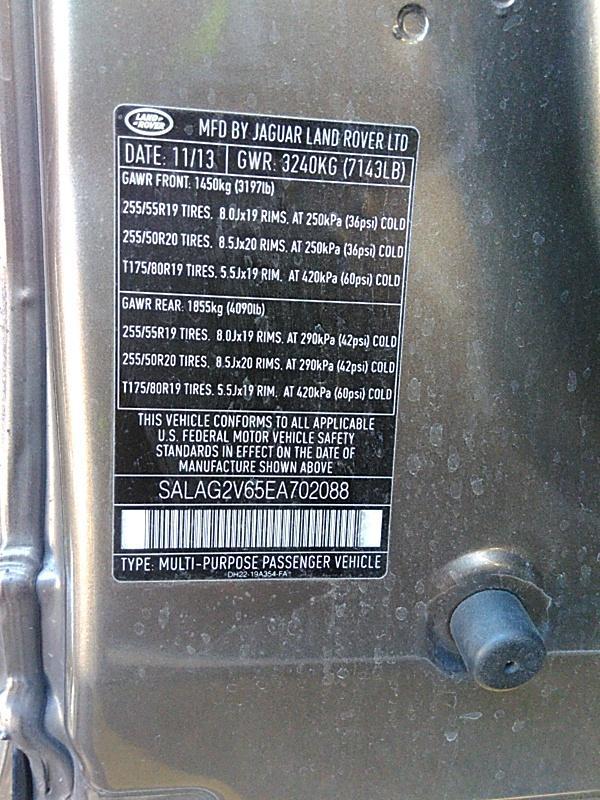 LAND ROVER
MFD BY JAGUAR LAND ROVER LTD
DATE: 11/13 GWR: 3240KG (7143LB)
GAWR FRONT: 1450kg (3197lb)
255/55R19 TIRES, 8.0Jx19 RIMS, AT 250kPa (36psi) COLD
255/50R20 TIRES, 8.5Jx20 RIMS, AT 250kPa (36psi) COLD
T175/80R19 TIRES, 5.5Jx19 RIM, AT 420kPa (60psi) COLD
GAWR REAR: 1855kg (4090lb)
255/55R19 TIRES, 8.0Jx19 RIMS, AT 290kPa (42psi) COLD
255/50R20 TIRES, 8.5Jx20 RIMS, AT 290kPa (42psi) COLD
T175/80R19 TIRES, 5.5Jx19 RIM, AT 420kPa (60psi) COLD
THIS VEHICLE CONFORMS TO ALL APPLICABLE
U.S. FEDERAL MOTOR VEHICLE SAFETY
STANDARDS IN EFFECT ON THE DATE OF
MANUFACTURE SHOWN ABOVE
SALAG2V65EA702088
TYPE: MULTI-PURPOSE PASSENGER VEHICLE
DH22-19A354-FA